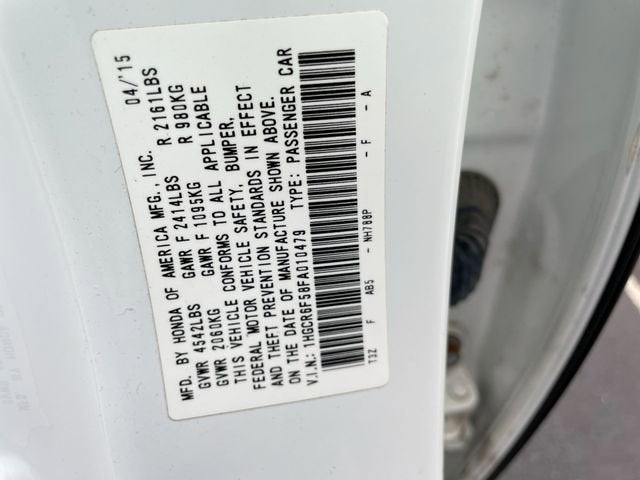 MFD. BY HONDA OF AMERICA MFG., INC. 04/'15
GVWR 4542LBS GAWR F 2414LBS R 2161LBS
GVWR 2060KG GAWR F 1095KG R 980KG
THIS VEHICLE CONFORMS TO ALL APPLICABLE
FEDERAL MOTOR VEHICLE SAFETY, BUMPER,
AND THEFT PREVENTION STANDARDS IN EFFECT
ON THE DATE OF MANUFACTURE SHOWN ABOVE.
V.I.N.: 1HGCR6F58FA010479 TYPE: PASSENGER CAR
T3Z F AB5 - NH788P - F - A